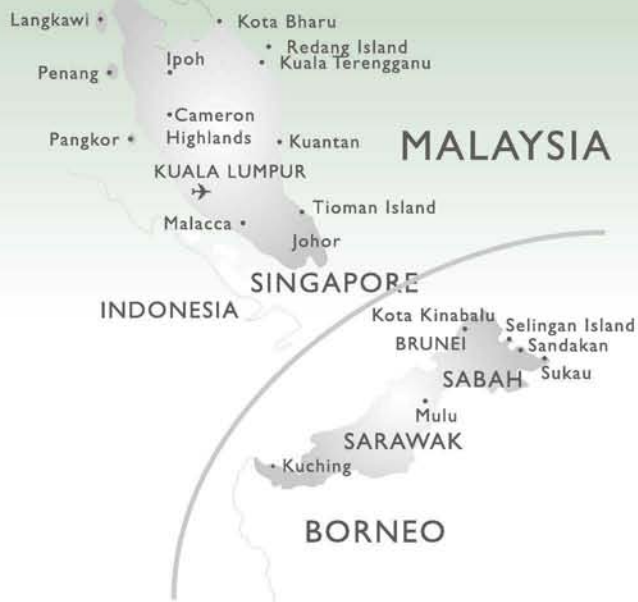 Langkawi
Kota Bharu
Redang Island
Ipoh
Kuala Terengganu
Penang
Cameron
Highlands
Pangkor
Kuantan
MALAYSIA
KUALA LUMPUR
Tioman Island
Malacca
Johor
SINGAPORE
INDONESIA
Kota Kinabalu
Selingan Island
BRUNEI
Sandakan
SABAH
Sukau
Mulu
SARAWAK
Kuching
BORNEO